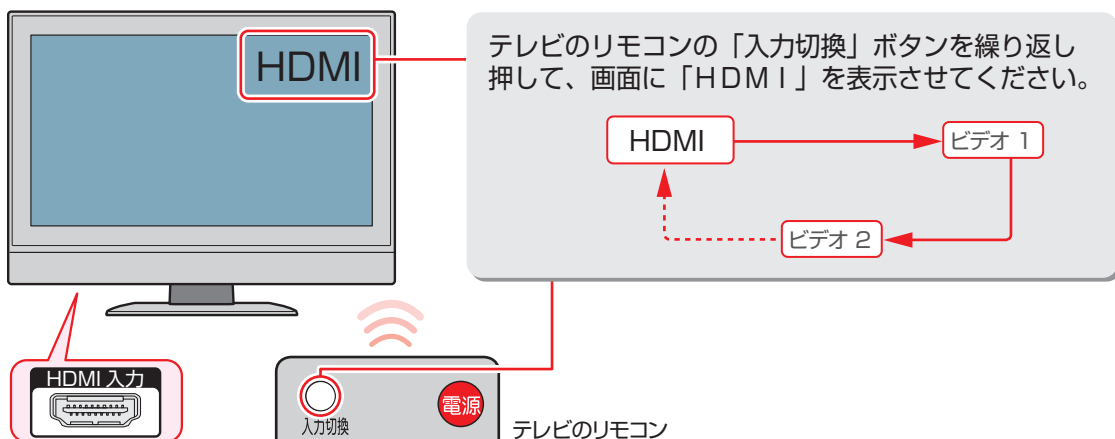 HDMI
テレビのリモコンの「入力切換」ボタンを繰り返し
押して、画面に「ＨＤＭＩ」を表示させてください。
HDMI
ビデオ 1
ビデオ 2
HDMI 入力
入力切換
電源
テレビのリモコン